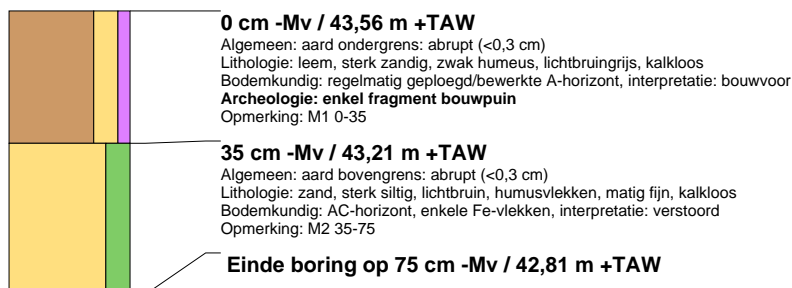 0 cm -Mv / 43,56 m +TAW
Algemeen: aard ondergrens: abrupt (<0,3 cm)
Lithologie: leem, sterk zandig, zwak humeus, lichtbruingrijs, kalkloos
Bodemkundig: regelmatig geploegd/bewerkte A-horizont, interpretatie: bouwvoor
Archeologie: enkel fragment bouwpuin
Opmerking: M1 0-35
35 cm -Mv / 43,21 m +TAW
Algemeen: aard bovengrens: abrupt (<0,3 cm)
Lithologie: zand, sterk siltig, lichtbruin, humusvlekken, matig fijn, kalkloos
Bodemkundig: AC-horizont, enkele Fe-vlekken, interpretatie: verstoord
Opmerking: M2 35-75
Einde boring op 75 cm -Mv / 42,81 m +TAW